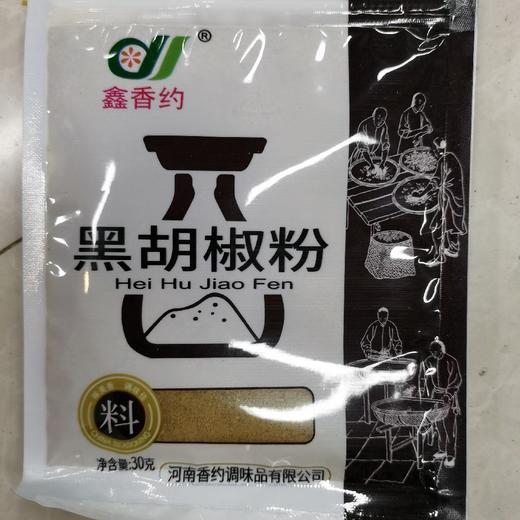 ®
鑫香约
黑胡椒粉
Hei Hu Jiao Fen
料
净含量:30克
河南香约调味品有限公司